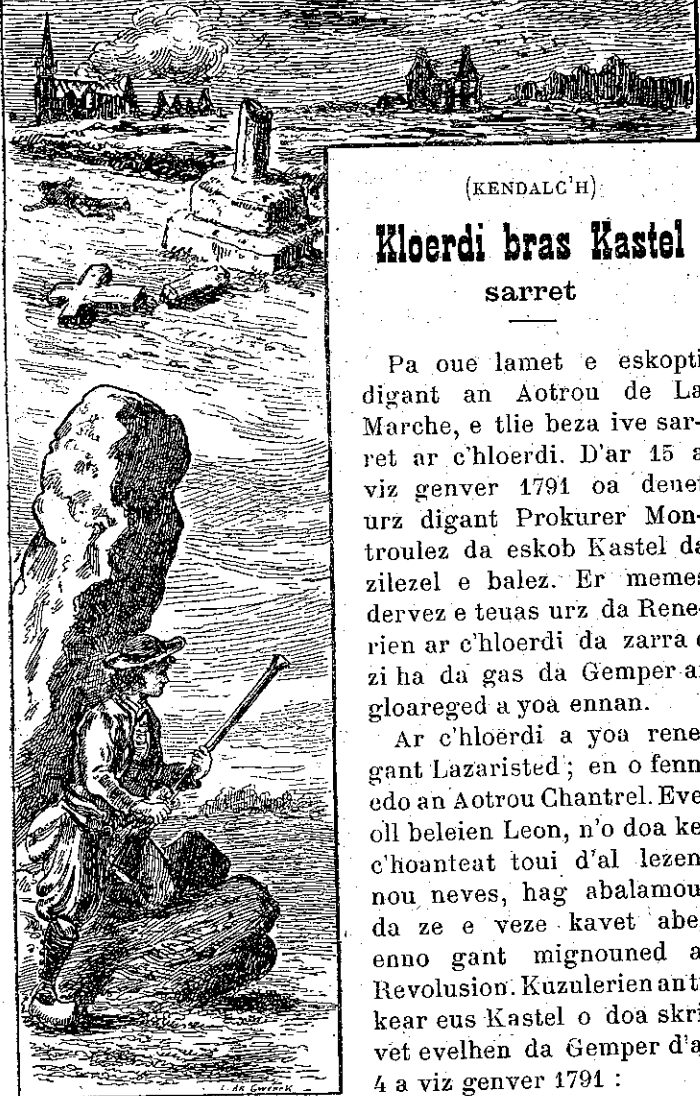 (KENDALC'H)
Kloerdi bras Kastel
sarret
Pa oue lamet e eskopti
digant an Aotrou de La
Marche, e tlie beza ive sar-
ret ar c'hloerdi. D'ar 15 a
viz genver 1791 oa deuet
urz digant Prokurer Mon-
troulez da eskob Kastel da
zilezel e balez. Er memes
dervez e teuas urz da Rene-
rien ar c'hloerdi da zarra
zi ha da gas da Gemper
gloareged a yoa ennan.
Ar c'hloerdi a yoa rene
gant Lazaristed; en o fenn
edo an Aotrou Chantrel. Eve
oll beleien Leon, n'o doa ke
c'hoanteat toui d'al lezen
nou neves, hag abalamou
da ze e veze kavet abe
enno gant mignouned a
Revolusion. Kuzulerien an t
kear eus Kastel o doa skri
vet evelhen da Gemper d'a
4 a viz genver 1791 :